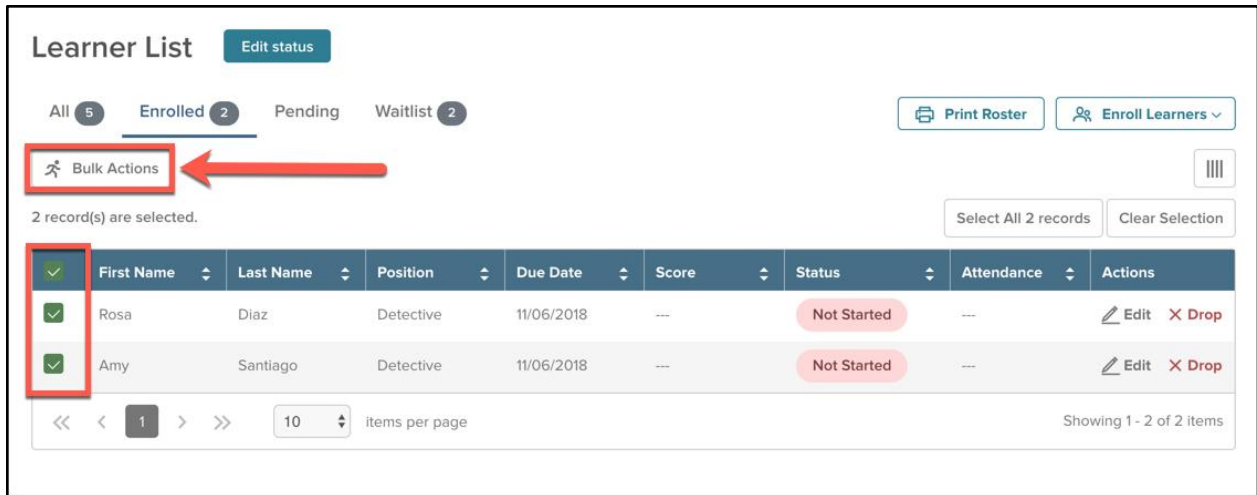 Learner List Edit status
All 5 Enrolled 2 Pending Waitlist 2 Print Roster Enroll Learners
Bulk Actions
2 record(s) are selected. Select All 2 records Clear Selection
First Name Last Name Position Due Date Score Status Attendance Actions
Rosa Diaz Detective 11/06/2018 --- Not Started --- Edit Drop
Amy Santiago Detective 11/06/2018 --- Not Started --- Edit Drop
1 10 items per page Showing 1 - 2 of 2 items